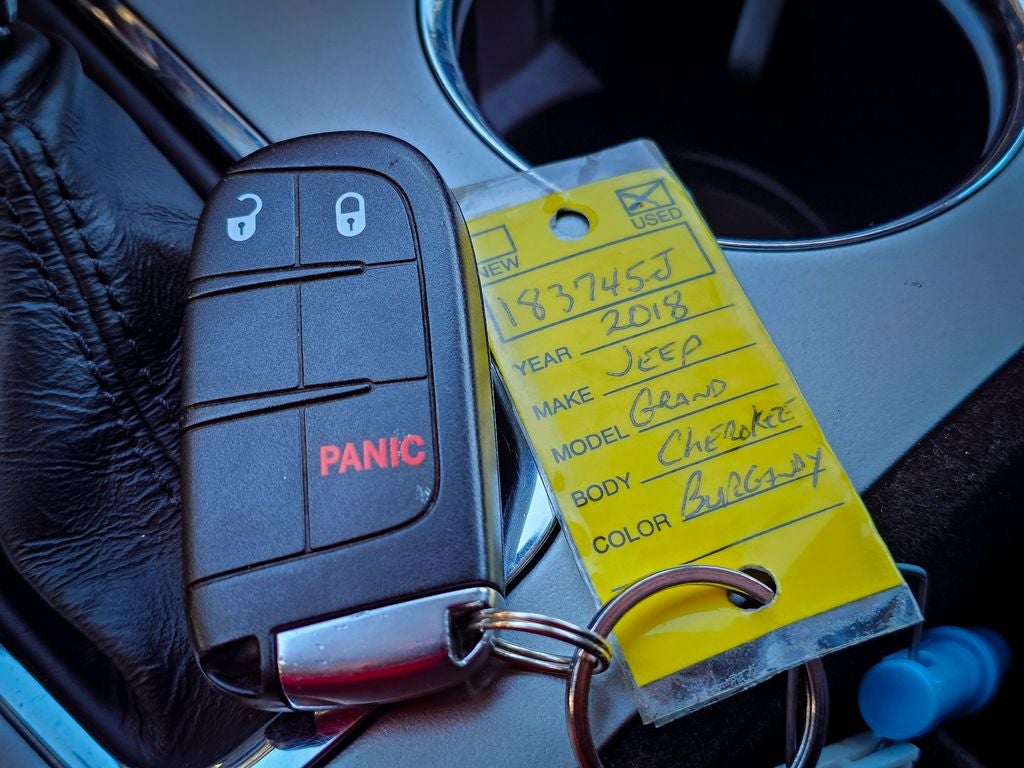 PANIC
NEW
USED
183745J
YEAR 2018
MAKE JEEP
MODEL GRAND
BODY CHEROKEE
COLOR BURGANDY